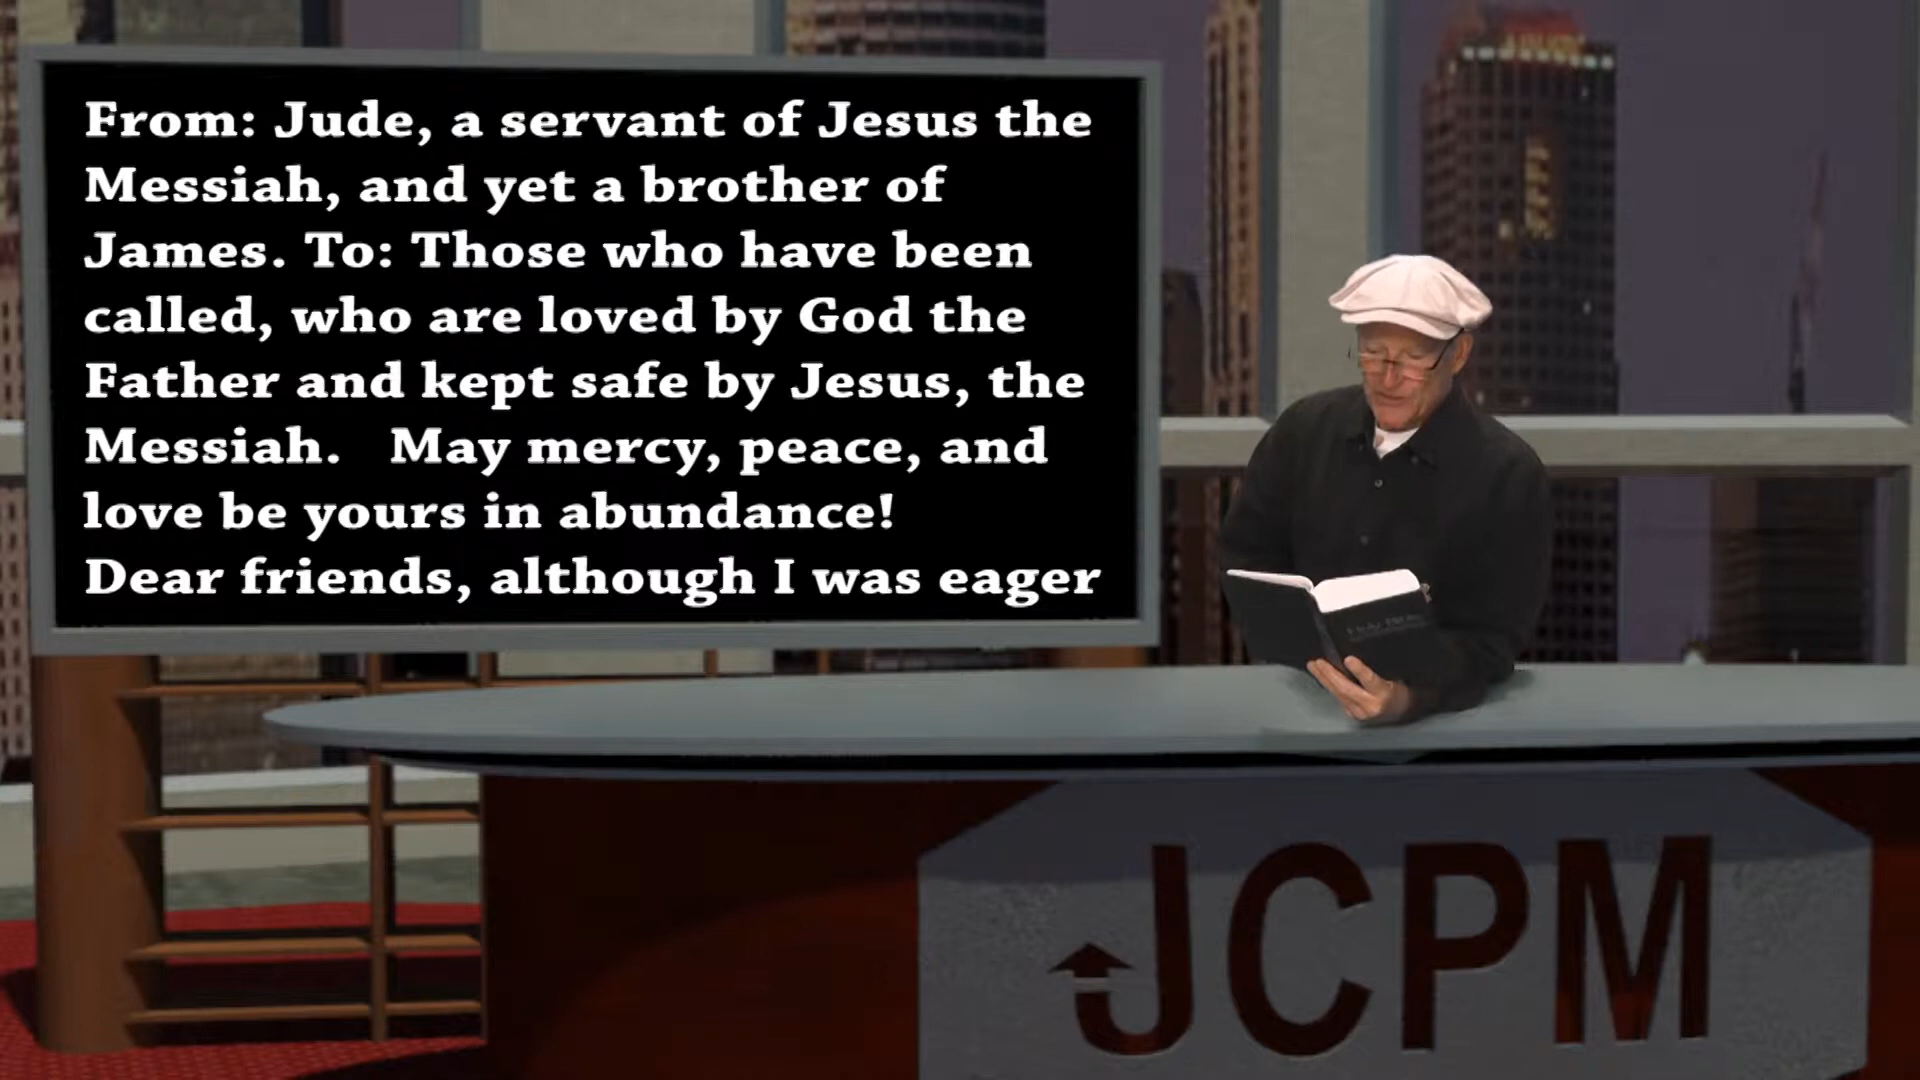 From: Jude, a servant of Jesus the
Messiah, and yet a brother of
James. To: Those who have been
called, who are loved by God the
Father and kept safe by Jesus, the
Messiah.   May mercy, peace, and
love be yours in abundance!
Dear friends, although I was eager
JCPM